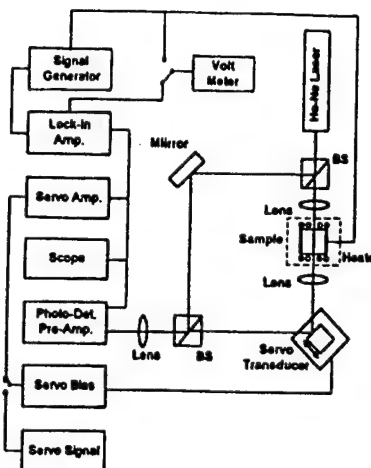 Signal
Generator
Volt
Meter
He-Ne Laser
Lock-in
Amp.
Mirror
BS
Servo Amp.
Lens
Sample
Scope
Heater
Lens
Photo-Det.
Pre-Amp.
Lens
BS
Servo
Transducer
Servo Bias
Servo Signal